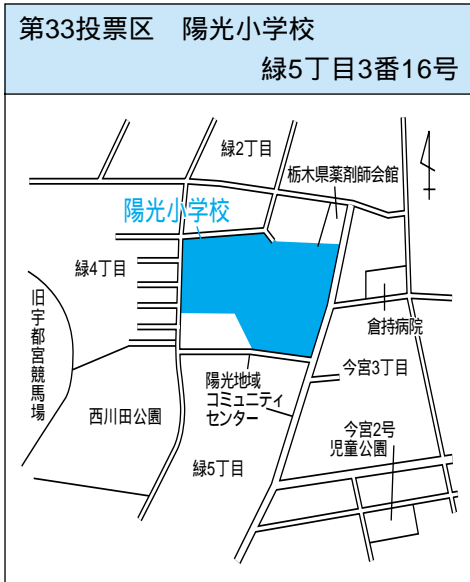 第33投票区　陽光小学校
緑5丁目3番16号
緑2丁目
栃木県薬剤師会館
陽光小学校
緑4丁目
旧宇都宮競馬場
倉持病院
今宮3丁目
陽光地域
コミュニティ
センター
西川田公園
今宮2号
児童公園
緑5丁目